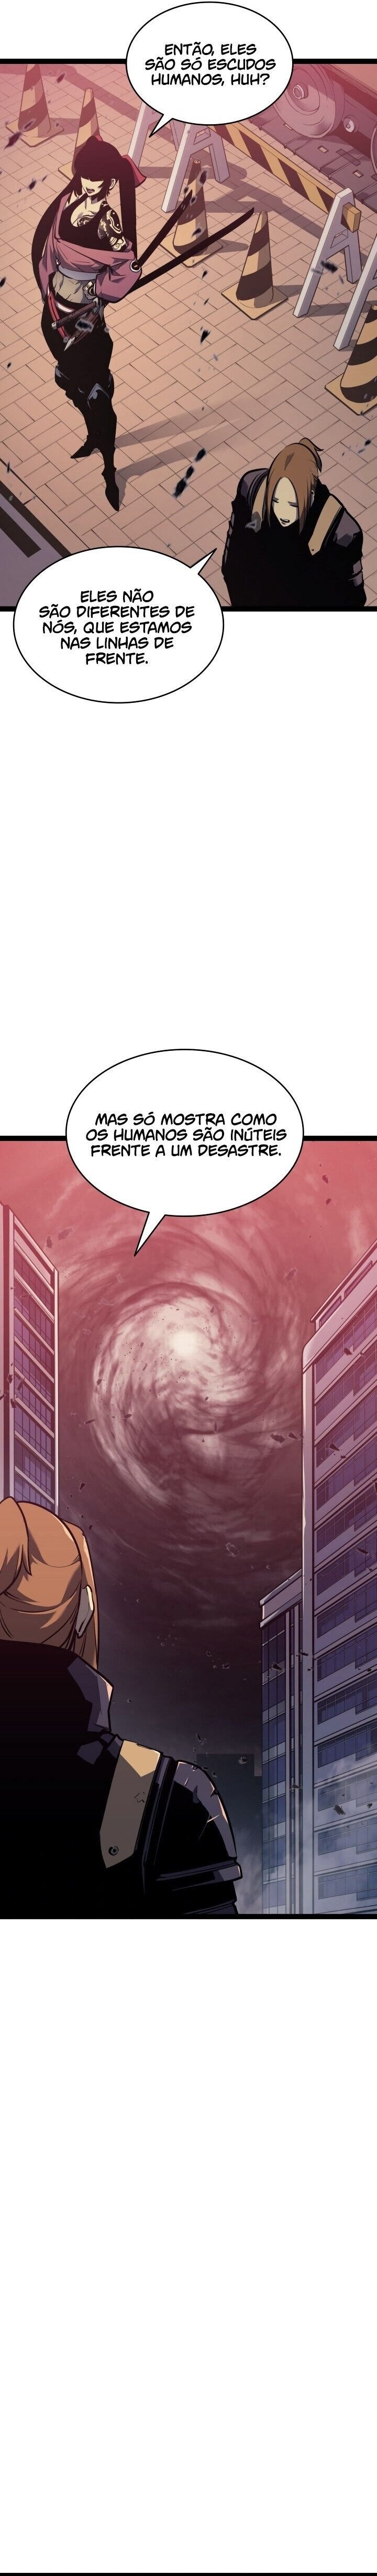 ENTÃO, ELES
SÃO SÓ ESCUDOS
HUMANOS, HUH?
ELES NÃO
SÃO DIFERENTES DE
NÓS, QUE ESTAMOS
NAS LINHAS DE
FRENTE.
MAS SÓ MOSTRA COMO
OS HUMANOS SÃO INÚTEIS
FRENTE A UM DESASTRE.